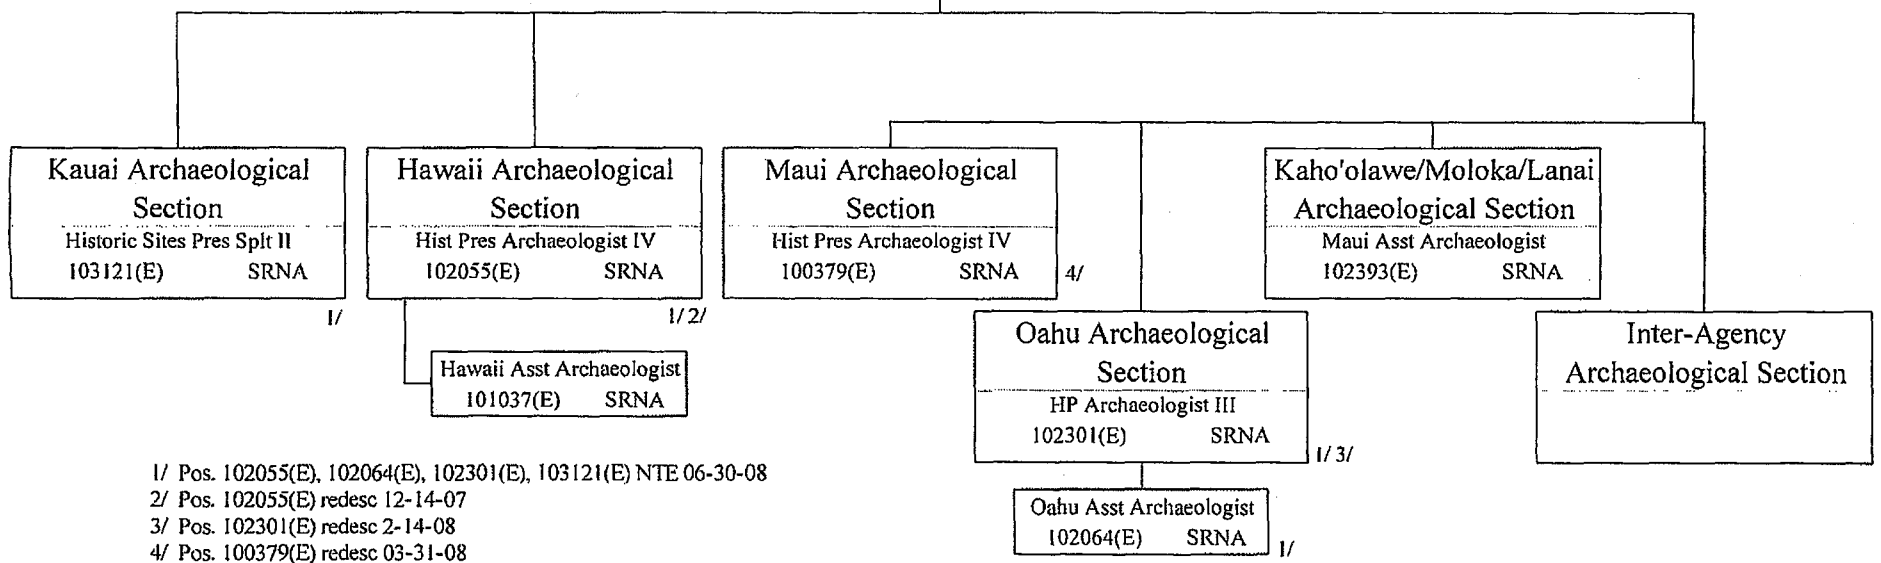 Kauai Archaeological
Section
Historic Sites Pres Splt II
103121(E) SRNA
1/
Hawaii Archaeological
Section
Hist Pres Archaeologist IV
102055(E) SRNA
1/ 2/
Hawaii Asst Archaeologist
101037(E) SRNA
Maui Archaeological
Section
Hist Pres Archaeologist IV
100379(E) SRNA
4/
Oahu Archaeological
Section
HP Archaeologist III
102301(E) SRNA
1/ 3/
Oahu Asst Archaeologist
102064(E) SRNA
1/
Kaho'olawe/Moloka/Lanai
Archaeological Section
Maui Asst Archaeologist
102393(E) SRNA
Inter-Agency
Archaeological Section
1/ Pos. 102055(E), 102064(E), 102301(E), 103121(E) NTE 06-30-08
2/ Pos. 102055(E) redesc 12-14-07
3/ Pos. 102301(E) redesc 2-14-08
4/ Pos. 100379(E) redesc 03-31-08